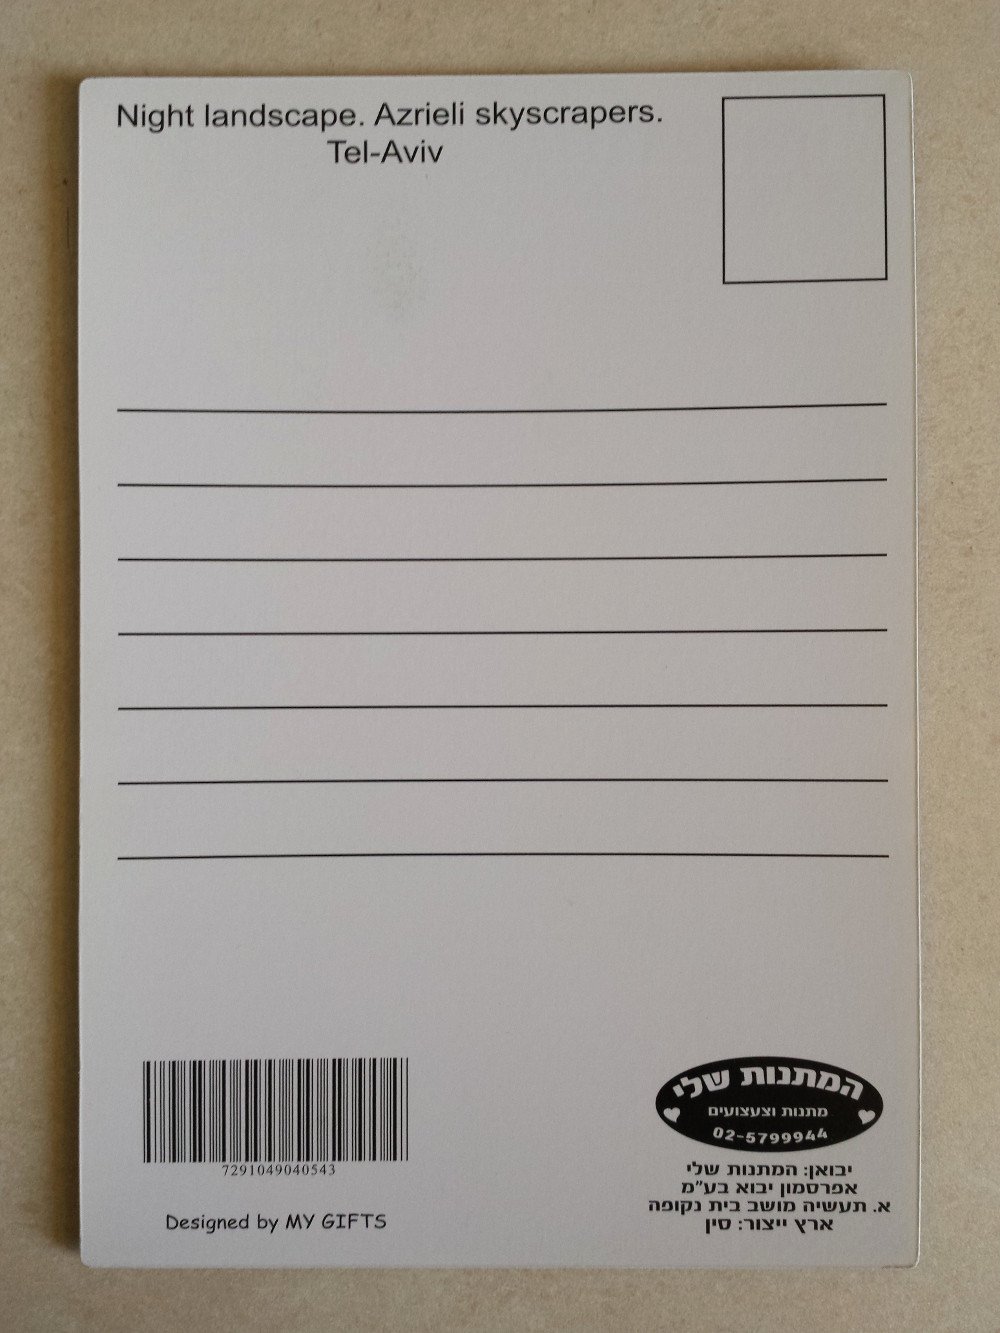 Night landscape. Azrieli skyscrapers.
Tel-Aviv
7291049040543
Designed by MY GIFTS
המתנות שלי
מתנות וצעצועים
02-5799944
יבואן: המתנות שלי
אפרסמון יבוא בע"מ
א. תעשיה מושב בית נקופה
ארץ ייצור: סין